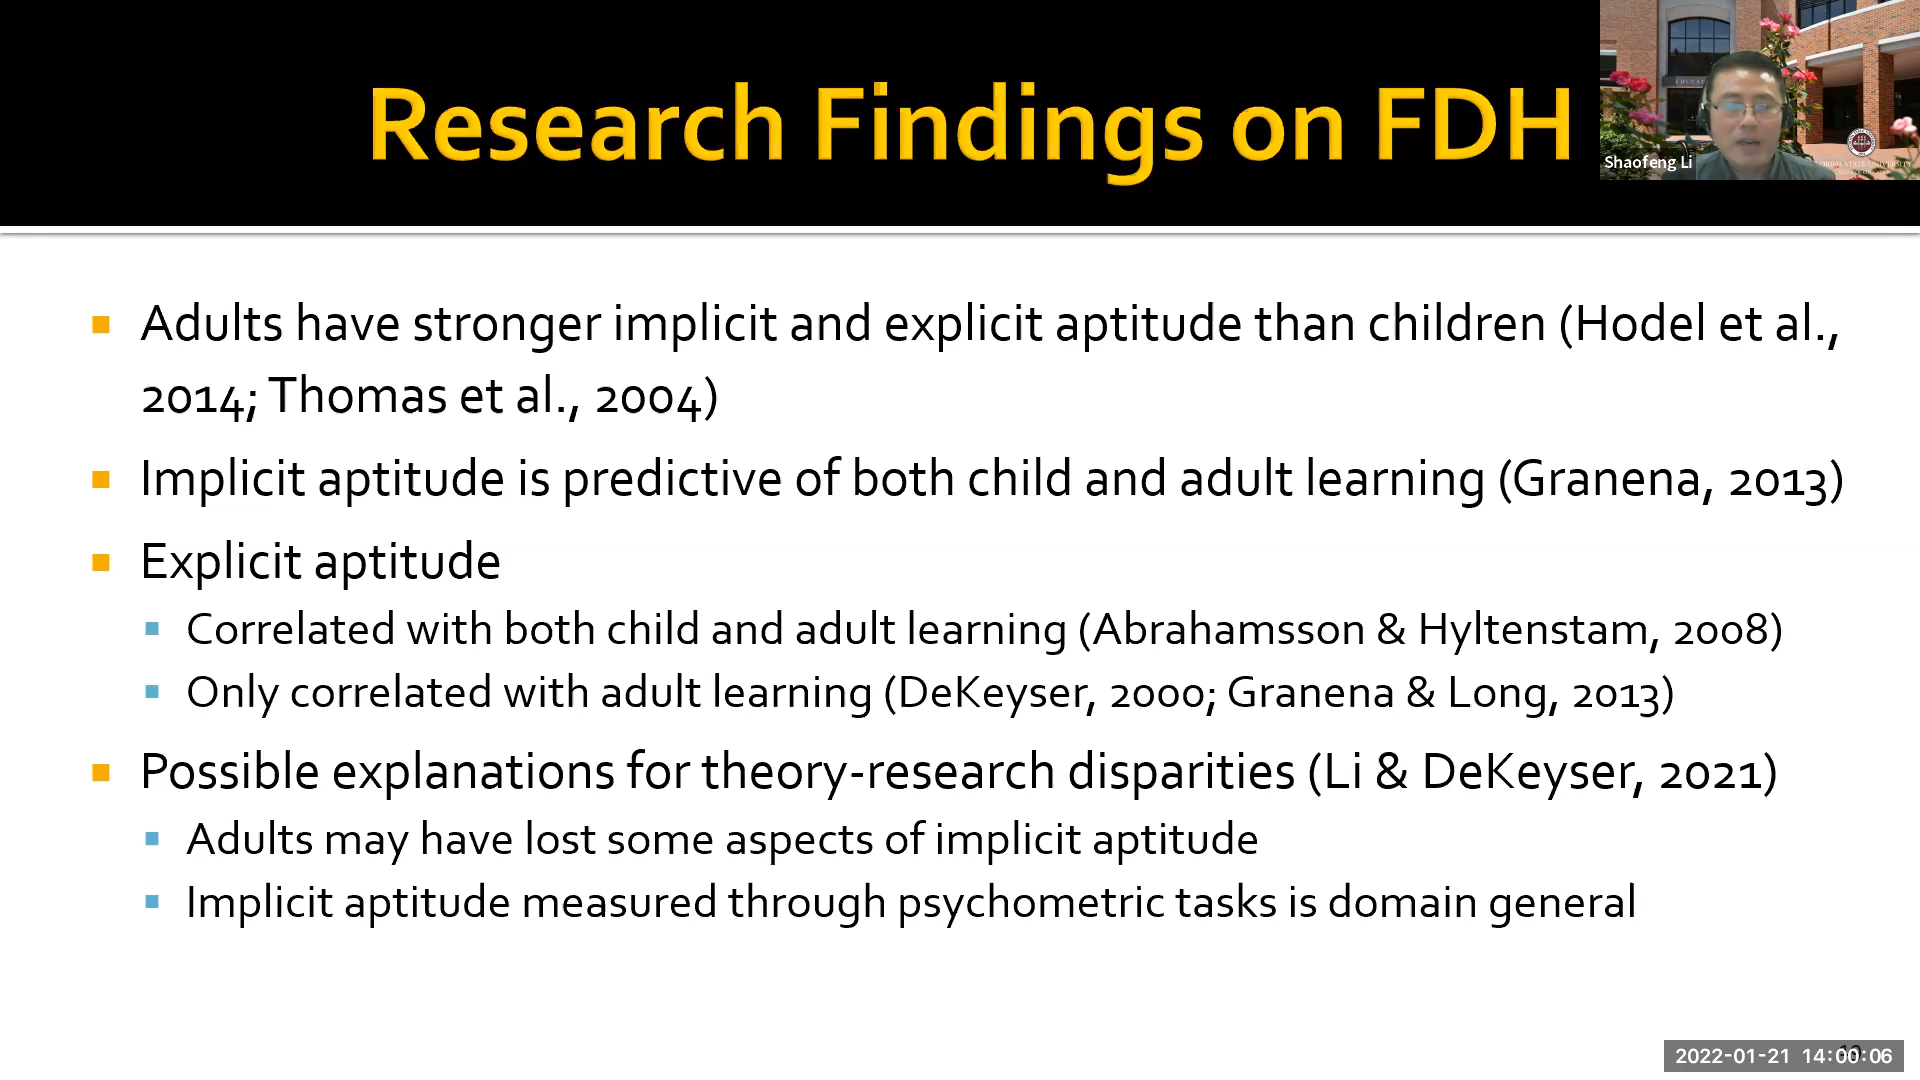 Research Findings on FDH
Shaofeng Li
Adults have stronger implicit and explicit aptitude than children (Hodel et al.,
2014; Thomas et al., 2004)
Implicit aptitude is predictive of both child and adult learning (Granena, 2013)
Explicit aptitude
Correlated with both child and adult learning (Abrahamsson & Hyltenstam, 2008)
Only correlated with adult learning (DeKeyser, 2000; Granena & Long, 2013)
Possible explanations for theory-research disparities (Li & DeKeyser, 2021)
Adults may have lost some aspects of implicit aptitude
Implicit aptitude measured through psychometric tasks is domain general
2022-01-21 14:00:06